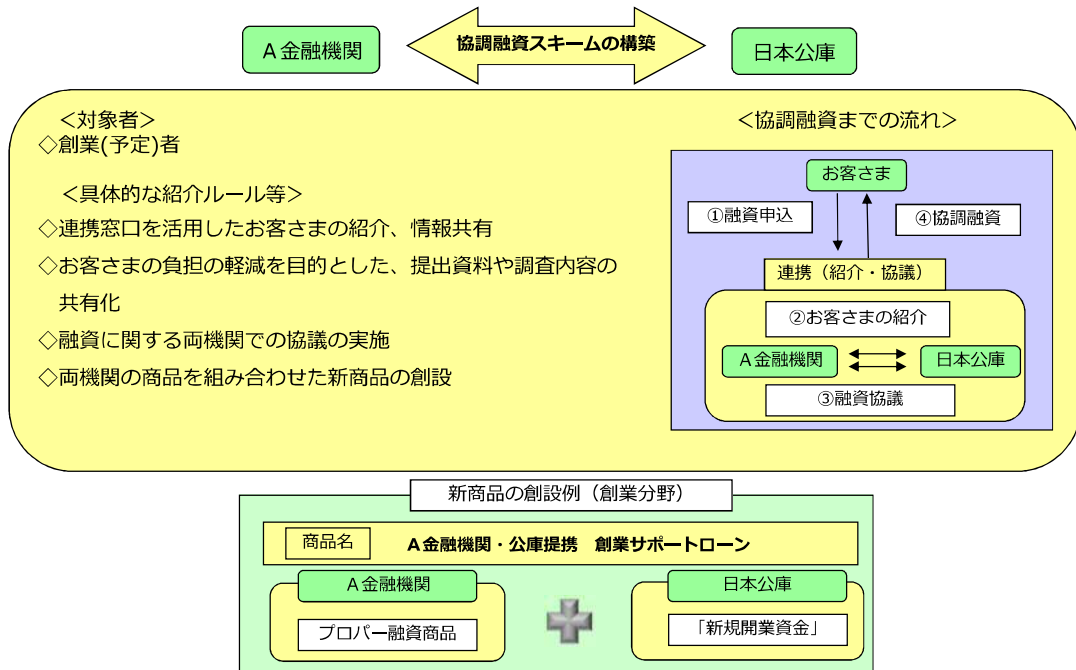 A金融機関
協調融資スキームの構築
日本公庫
＜対象者＞
◇創業(予定)者
＜具体的な紹介ルール等＞
◇連携窓口を活用したお客さまの紹介、情報共有
◇お客さまの負担の軽減を目的とした、提出資料や調査内容の
共有化
◇融資に関する両機関での協議の実施
◇両機関の商品を組み合わせた新商品の創設
＜協調融資までの流れ＞
お客さま
①融資申込
④協調融資
連携（紹介・協議）
②お客さまの紹介
A金融機関
日本公庫
③融資協議
新商品の創設例（創業分野）
商品名
A金融機関・公庫提携　創業サポートローン
A金融機関
日本公庫
プロパー融資商品
「新規開業資金」